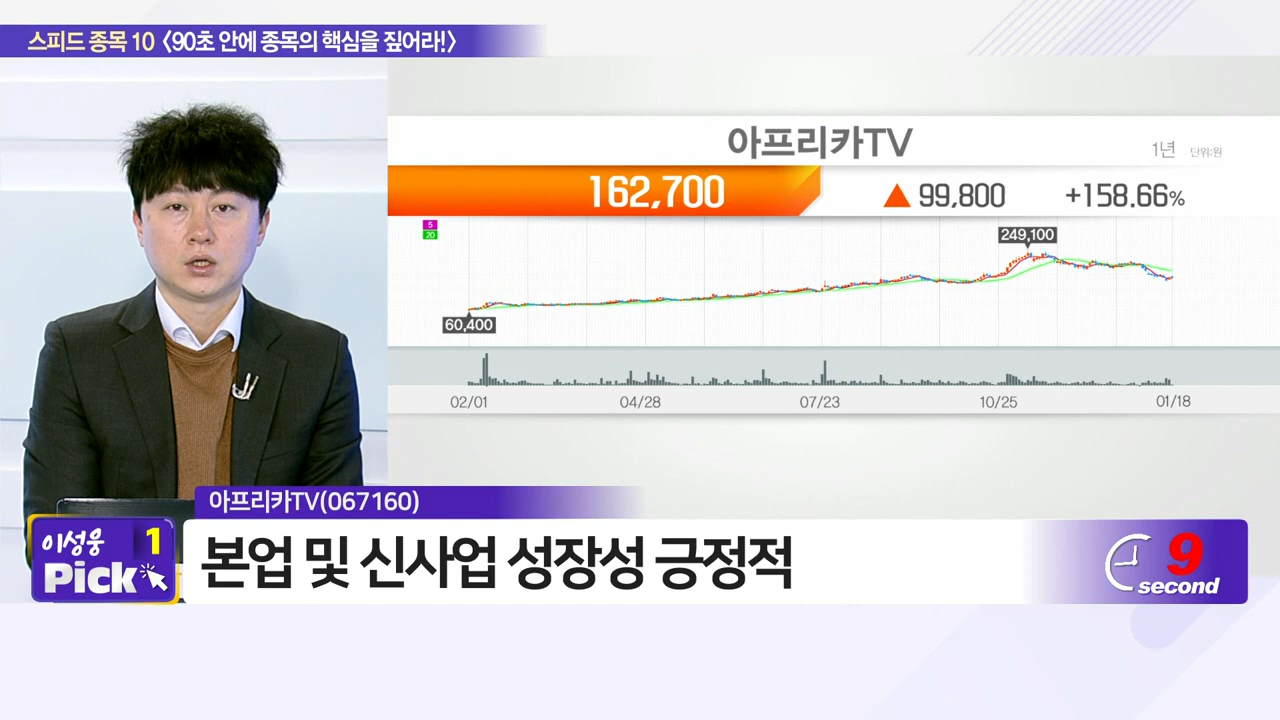 스피드 종목 10 <90초 안에 종목의 핵심을 짚어라!>
아프리카TV
1년 단위:원
162,700 ▲ 99,800 +158.66%
5
20
249,100
60,400
02/01 04/28 07/23 10/25 01/18
아프리카TV(067160)
이성웅 1
Pick
본업 및 신사업 성장성 긍정적
9
second